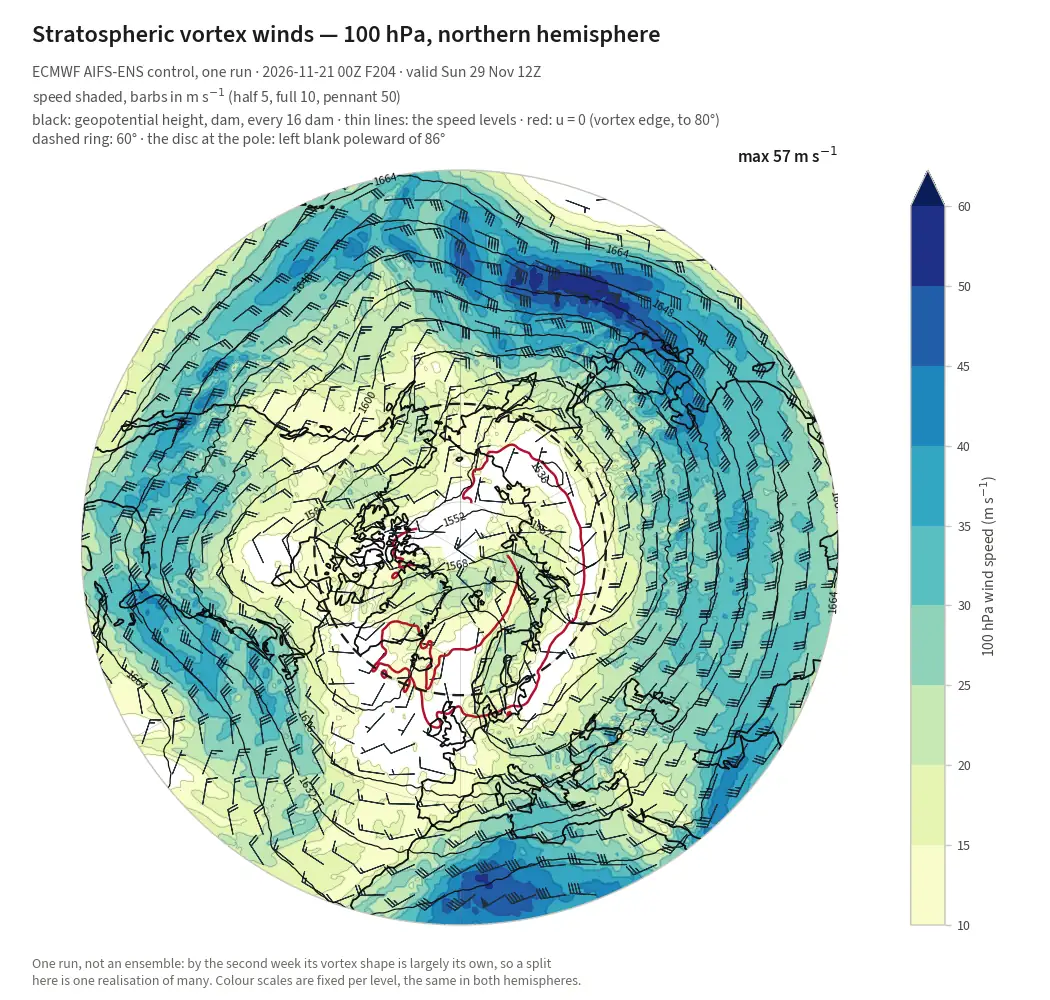 Stratospheric vortex winds — 100 hPa, northern hemisphere
ECMWF AIFS-ENS control, one run · 2026-11-21 00Z F204 · valid Sun 29 Nov 12Z
speed shaded, barbs in m s⁻¹ (half 5, full 10, pennant 50)
black: geopotential height, dam, every 16 dam · thin lines: the speed levels · red: u = 0 (vortex edge, to 80°)
dashed ring: 60° · the disc at the pole: left blank poleward of 86°
max 57 m s⁻¹
1664
1664
1648
1648
1600
1552
1568
1664
1664
1616
1632
60
50
45
40
35
30
25
20
15
10
100 hPa wind speed (m s⁻¹)
One run, not an ensemble: by the second week its vortex shape is largely its own, so a split
here is one realisation of many. Colour scales are fixed per level, the same in both hemispheres.